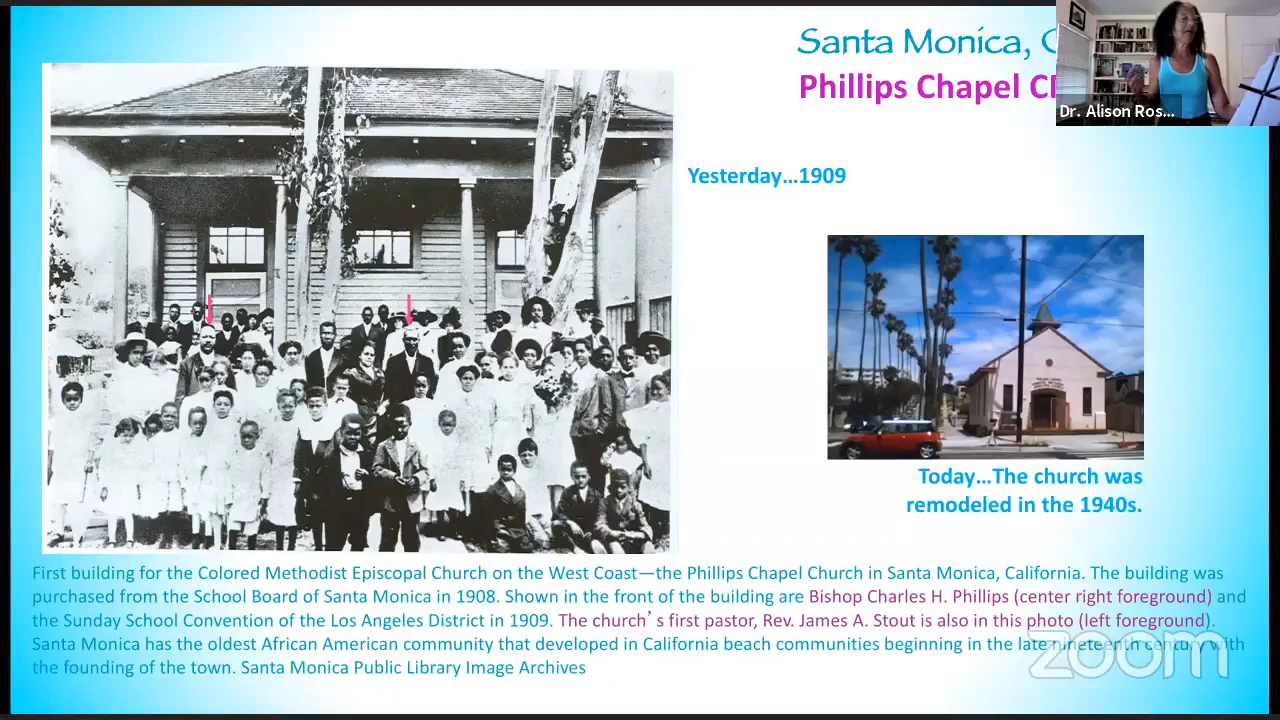 Santa Monica,
Phillips Chapel
Dr. Alison Ros...
Yesterday…1909
Today…The church was
remodeled in the 1940s.
First building for the Colored Methodist Episcopal Church on the West Coast—the Phillips Chapel Church in Santa Monica, California. The building was
purchased from the School Board of Santa Monica in 1908. Shown in the front of the building are Bishop Charles H. Phillips (center right foreground) and
the Sunday School Convention of the Los Angeles District in 1909. The church’s first pastor, Rev. James A. Stout is also in this photo (left foreground).
Santa Monica has the oldest African American community that developed in California beach communities beginning in the late nineteenth century with
the founding of the town. Santa Monica Public Library Image Archives
zoom